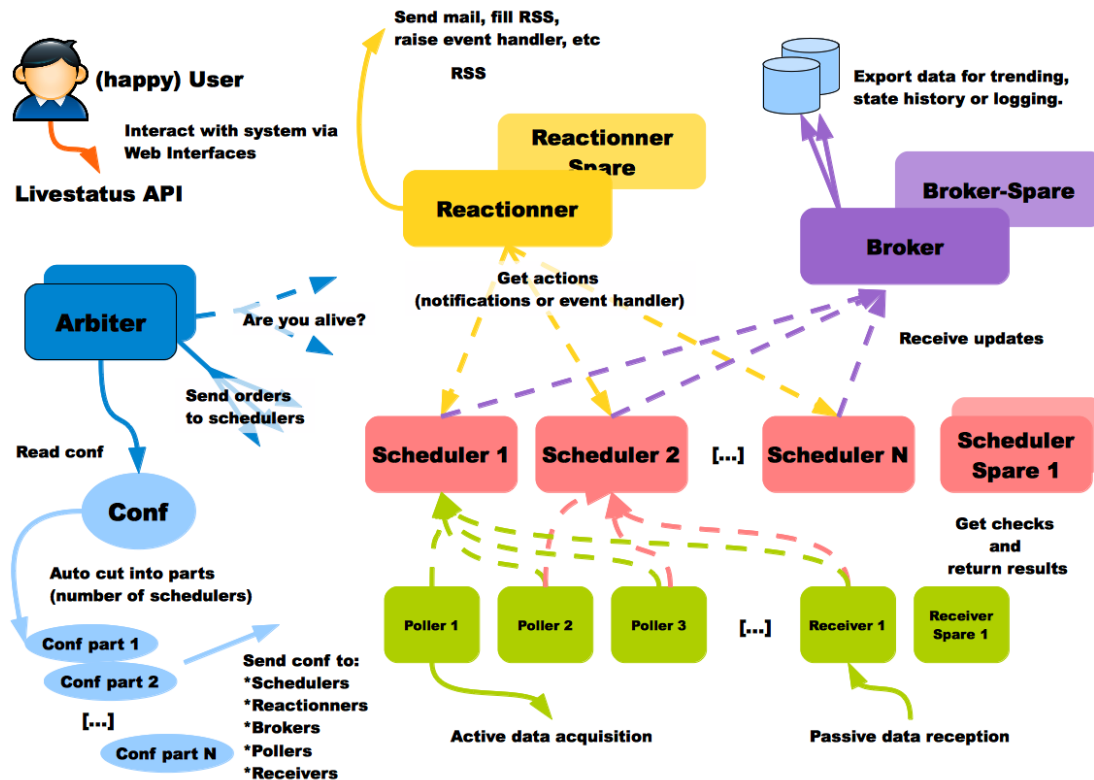 Send mail, fill RSS,
raise event handler, etc
RSS
(happy) User
Interact with system via
Web Interfaces
Livestatus API
Export data for trending,
state history or logging.
Reactionner
Spare
Reactionner
Broker-Spare
Broker
Get actions
(notifications or event handler)
Arbiter
Are you alive?
Receive updates
Send orders
to schedulers
Read conf
Scheduler 1
Scheduler 2
[...]
Scheduler N
Scheduler
Spare 1
Conf
Get checks
and
return results
Auto cut into parts
(number of schedulers)
Poller 1
Poller 2
Poller 3
[...]
Receiver 1
Receiver
Spare 1
Conf part 1
Conf part 2
[...]
Conf part N
Send conf to:
*Schedulers
*Reactionners
*Brokers
*Pollers
*Receivers
Active data acquisition
Passive data reception